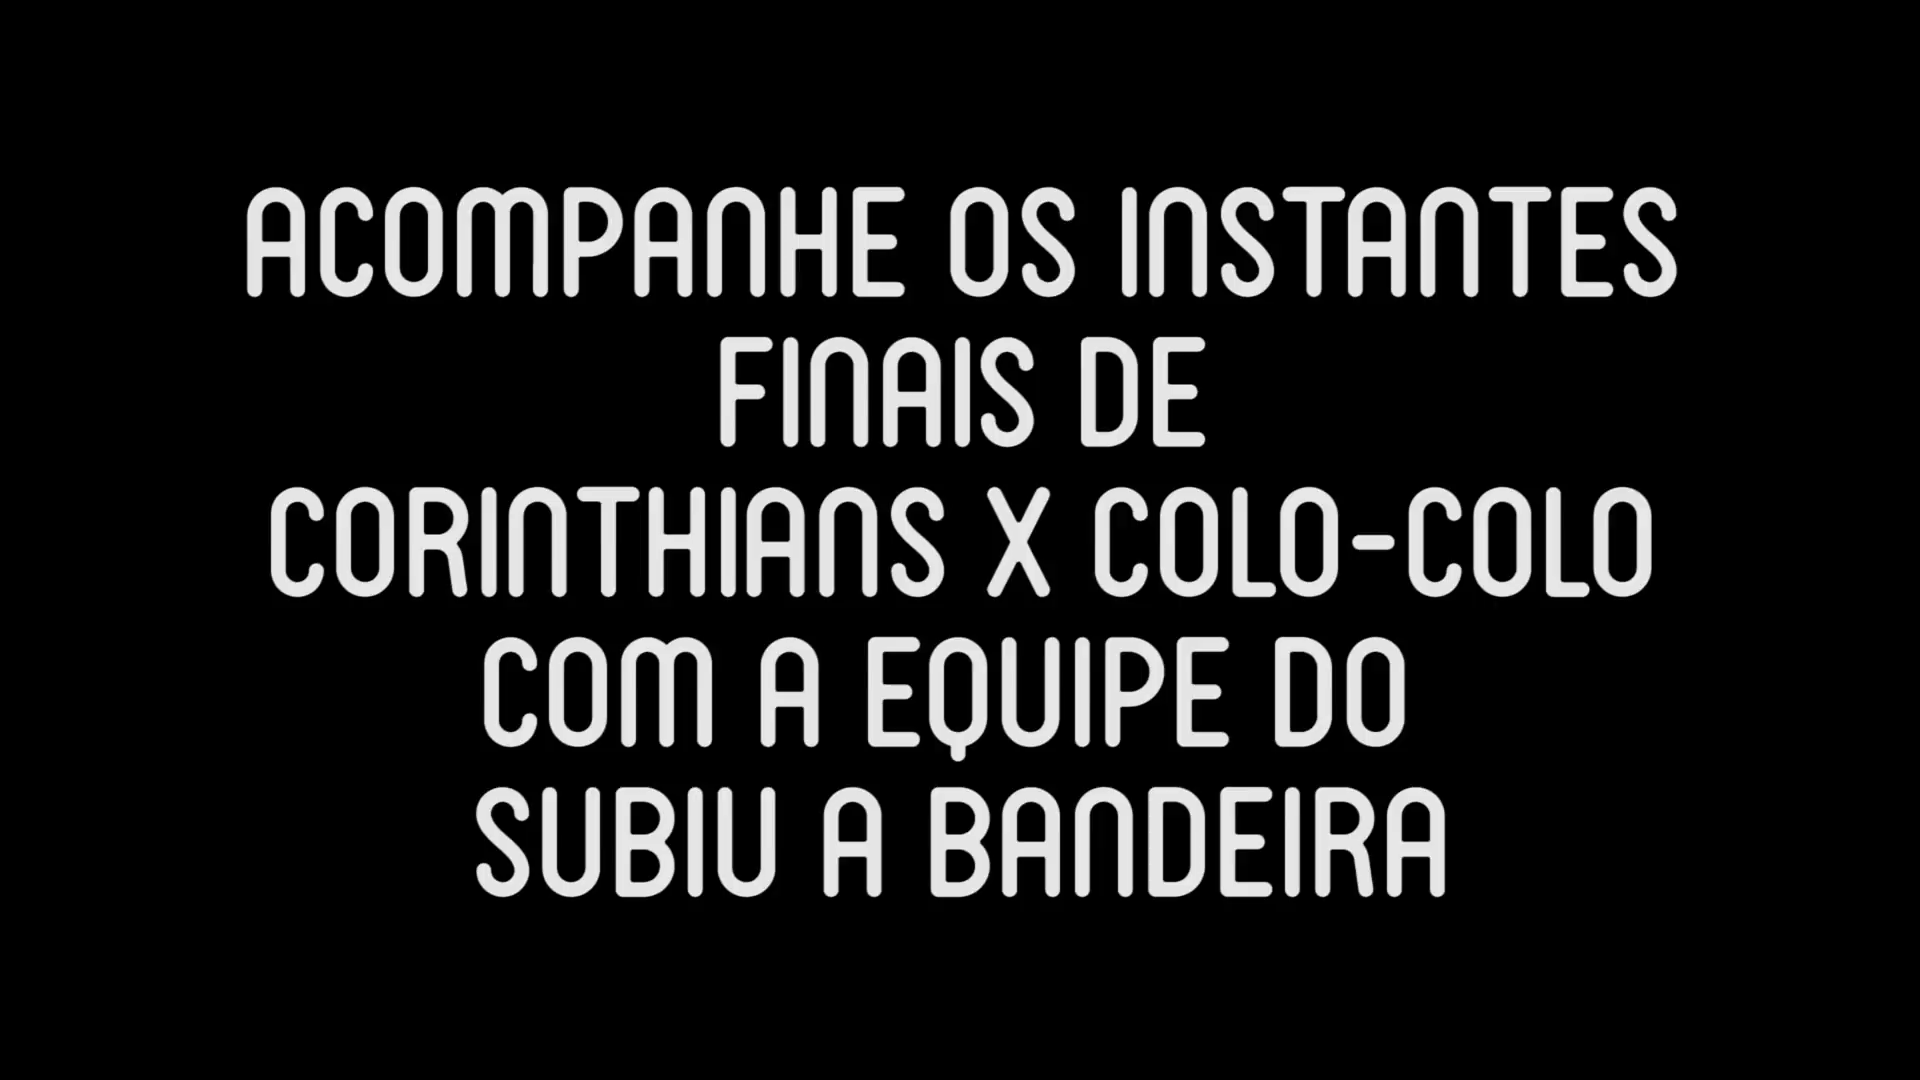 ACOMPANHE OS INSTANTES
FINAIS DE
CORINTHIANS X COLO-COLO
COM A EQUIPE DO
SUBIU A BANDEIRA